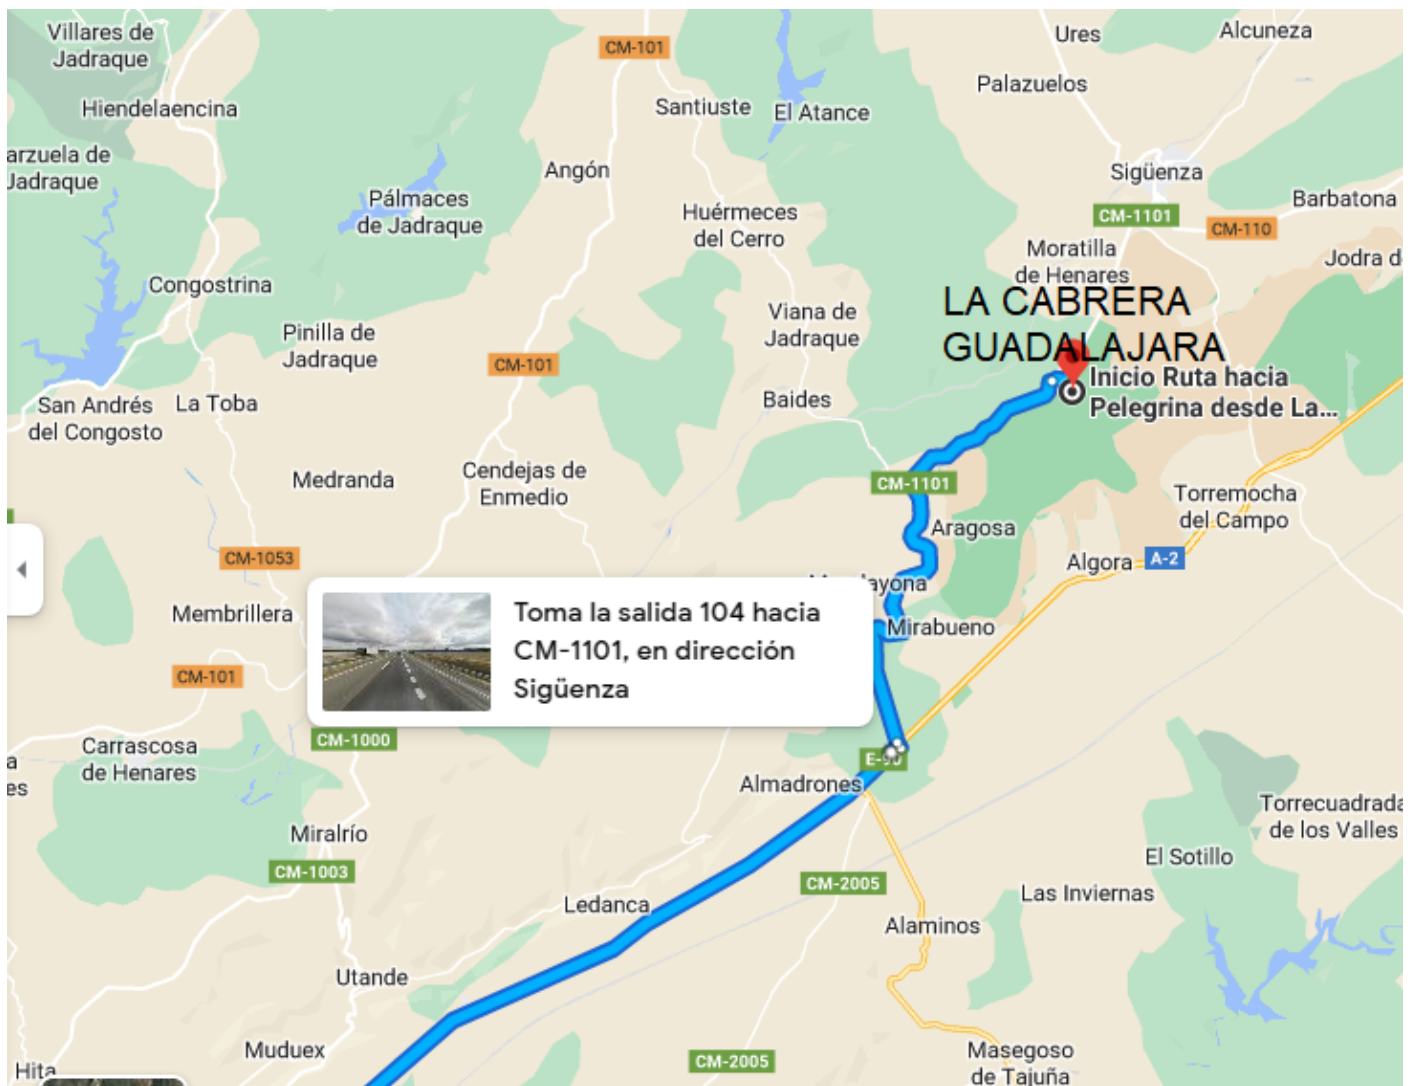 Villares de
Jadraque
CM-101
Ures
Alcuneza
Palazuelos
Hiendelaencina
Santiuste
El Atance
arzuela de
Jadraque
Angón
Sigüenza
Pálmaces
de Jadraque
Barbatona
Huérmeces
del Cerro
CM-1101
CM-110
Moratilla
de Henares
Jodra d
Congostrina
LA CABRERA
GUADALAJARA
Viana de
Jadraque
Pinilla de
Jadraque
CM-101
Inicio Ruta hacia
Pelegrina desde La...
San Andrés
del Congosto
La Toba
Baides
Medranda
Cendejas de
Enmedio
CM-1101
Torremocha
del Campo
Aragosa
CM-1053
Algora
A-2
ayona
Membrillera
Toma la salida 104 hacia
CM-1101, en dirección
Sigüenza
Mirabueno
CM-101
CM-1000
Carrascosa
de Henares
a
es
E-90
Almadrones
Torrecuadrada
de los Valles
Miralrío
El Sotillo
CM-1003
CM-2005
Las Inviernas
Ledanca
Alaminos
Utande
Muduex
CM-2005
Masegoso
de Tajuña
Hita